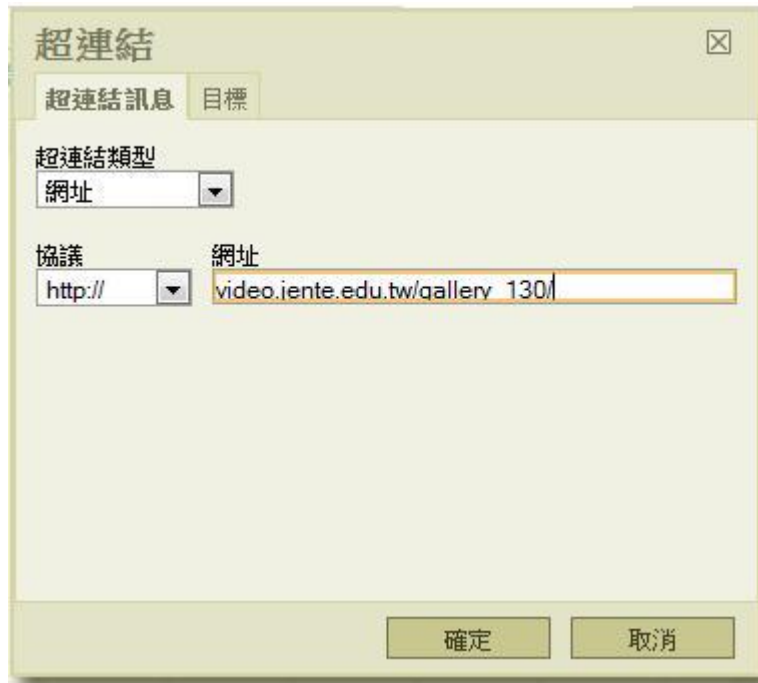 超連結
超連結訊息 目標
超連結類型
網址
協議 網址
http:// video.jente.edu.tw/gallery_130/
確定 取消